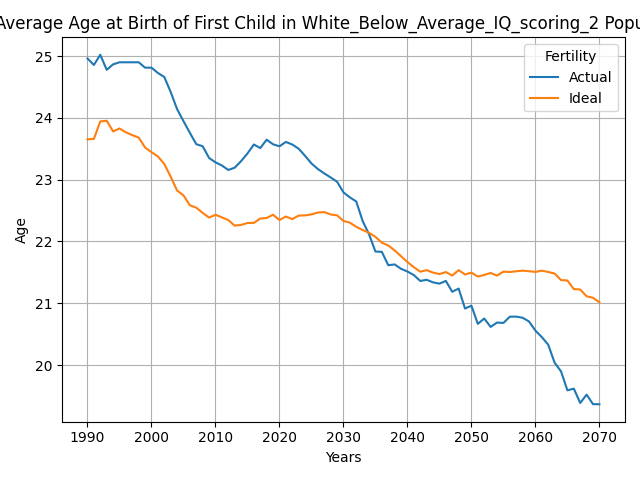 Average Age at Birth of First Child in White_Below_Average_IQ_scoring_2 Popu
Fertility
Actual
Ideal
25
24
23
22
21
20
Age
1990 2000 2010 2020 2030 2040 2050 2060 2070
Years